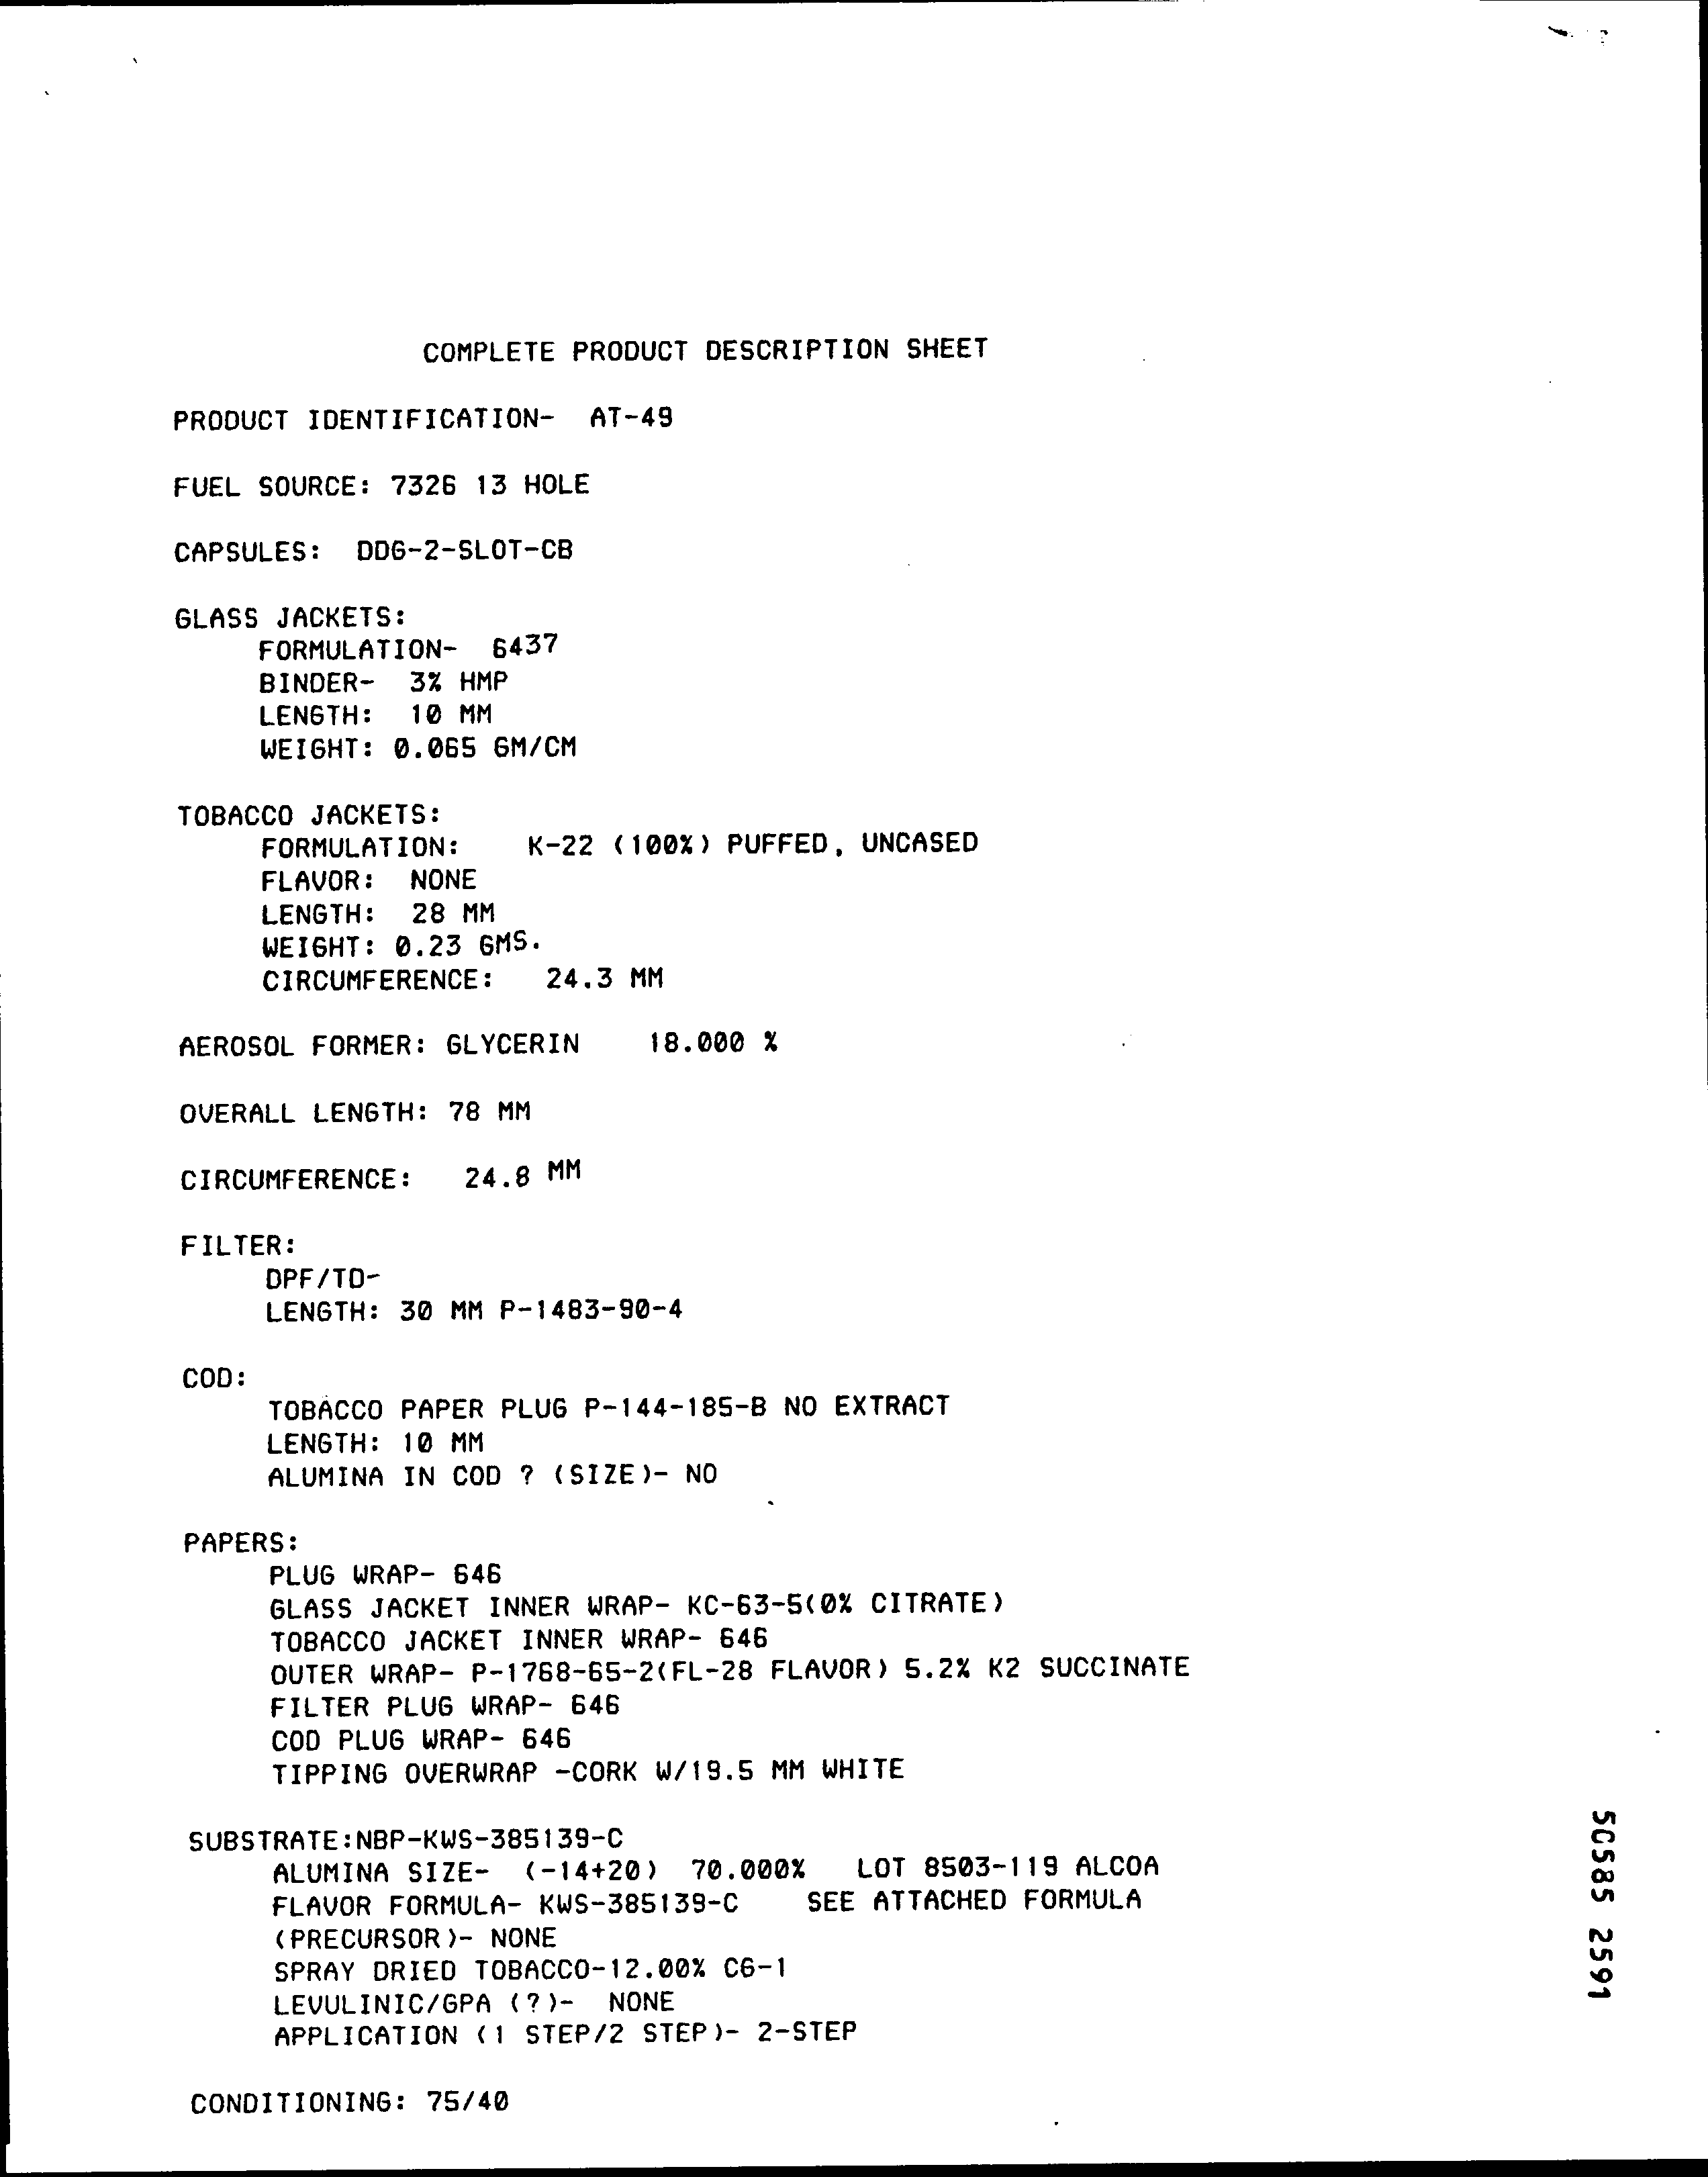 COMPLETE PRODUCT DESCRIPTION SHEET
PRODUCT IDENTIFICATION- AT-49
FUEL SOURCE: 7326 13 HOLE
CAPSULES: DDG-2-SLOT-CB
GLASS JACKETS:
FORMULATION- 6437
BINDER- 3% HMP
LENGTH: 10 MM
WEIGHT: 0.065 GM/CM
TOBACCO JACKETS:
FORMULATION: K-22 (100%) PUFFED, UNCASED
FLAVOR: NONE
LENGTH: 28 MM
WEIGHT: 0.23 GMS.
CIRCUMFERENCE: 24.3 MM
AEROSOL FORMER: GLYCERIN 18.000 %
OVERALL LENGTH: 78 MM
CIRCUMFERENCE: 24.8 MM
FILTER:
DPF/TD-
LENGTH: 30 MM P-1483-90-4
COD:
TOBACCO PAPER PLUG P-144-185-B NO EXTRACT
LENGTH: 10 MM
ALUMINA IN COD ? (SIZE)- NO
PAPERS:
PLUG WRAP- 646
GLASS JACKET INNER WRAP- KC-63-5(0% CITRATE)
TOBACCO JACKET INNER WRAP- 646
OUTER WRAP- P-1768-65-2(FL-28 FLAVOR) 5.2% K2 SUCCINATE
FILTER PLUG WRAP- 646
COD PLUG WRAP- 646
TIPPING OVERWRAP -CORK W/19.5 MM WHITE
SUBSTRATE:NBP-KWS-385139-C
ALUMINA SIZE- (-14+20) 70.000% LOT 8503-119 ALCOA
FLAVOR FORMULA- KWS-385139-C SEE ATTACHED FORMULA
(PRECURSOR)- NONE
SPRAY DRIED TOBACCO-12.00% CG-1
LEVULINIC/GPA (?)- NONE
APPLICATION (1 STEP/2 STEP)- 2-STEP
CONDITIONING: 75/40
50585 2591